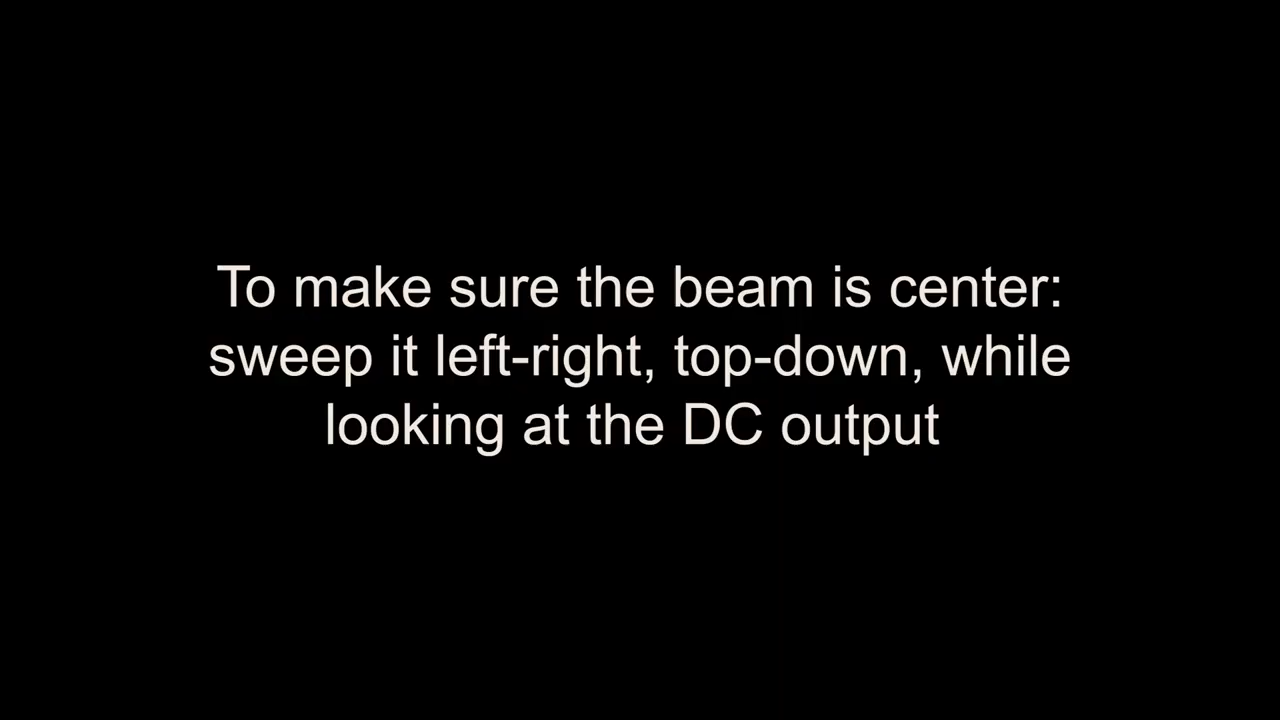 To make sure the beam is center:
sweep it left-right, top-down, while
looking at the DC output